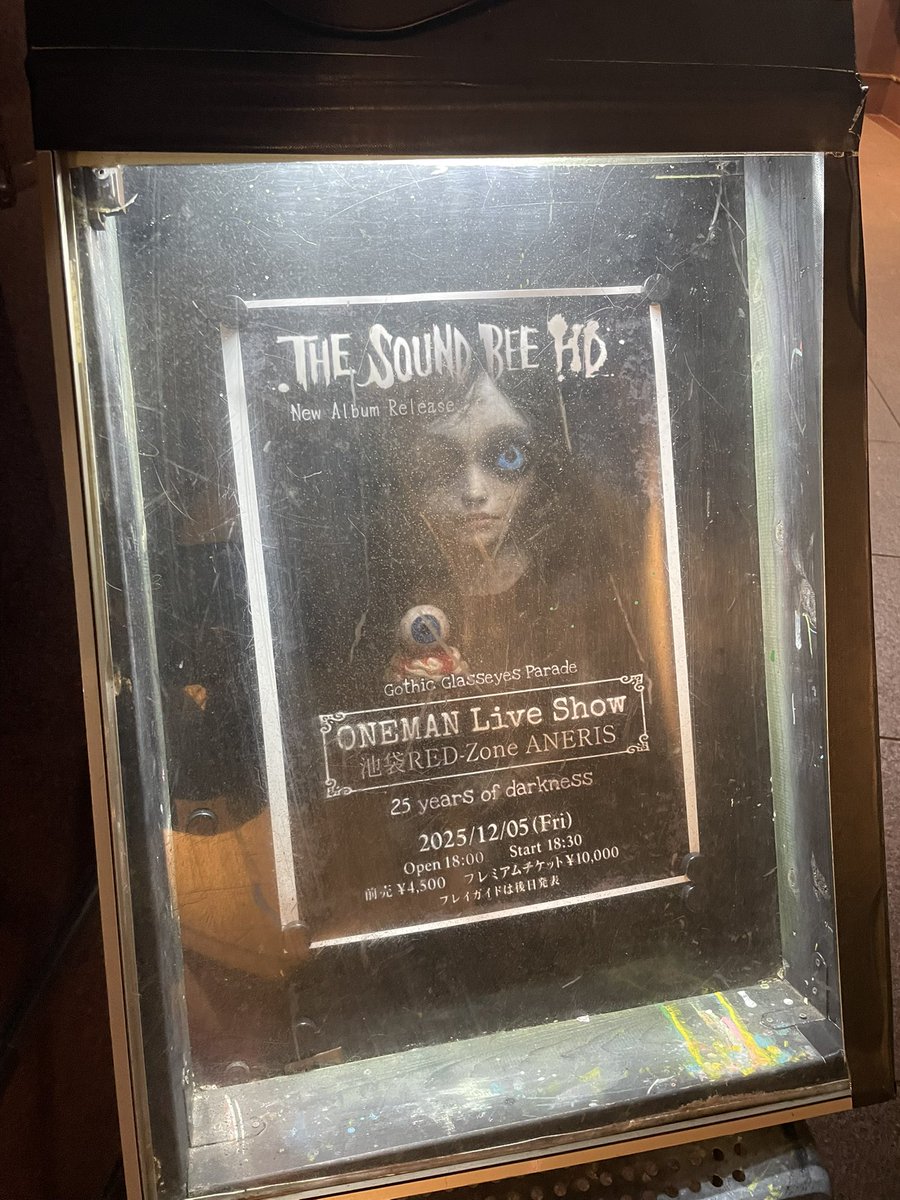 THE SOUND BEE HD
New Album Release
Gothic Glasseyes Parade
ONEMAN Live Show
池袋RED-Zone ANERIS
25 years of darkness
2025/12/05(Fri)
Open 18:00 Start 18:30
前売 ¥4,500 プレミアムチケット¥10,000
プレイガイドは後日発表